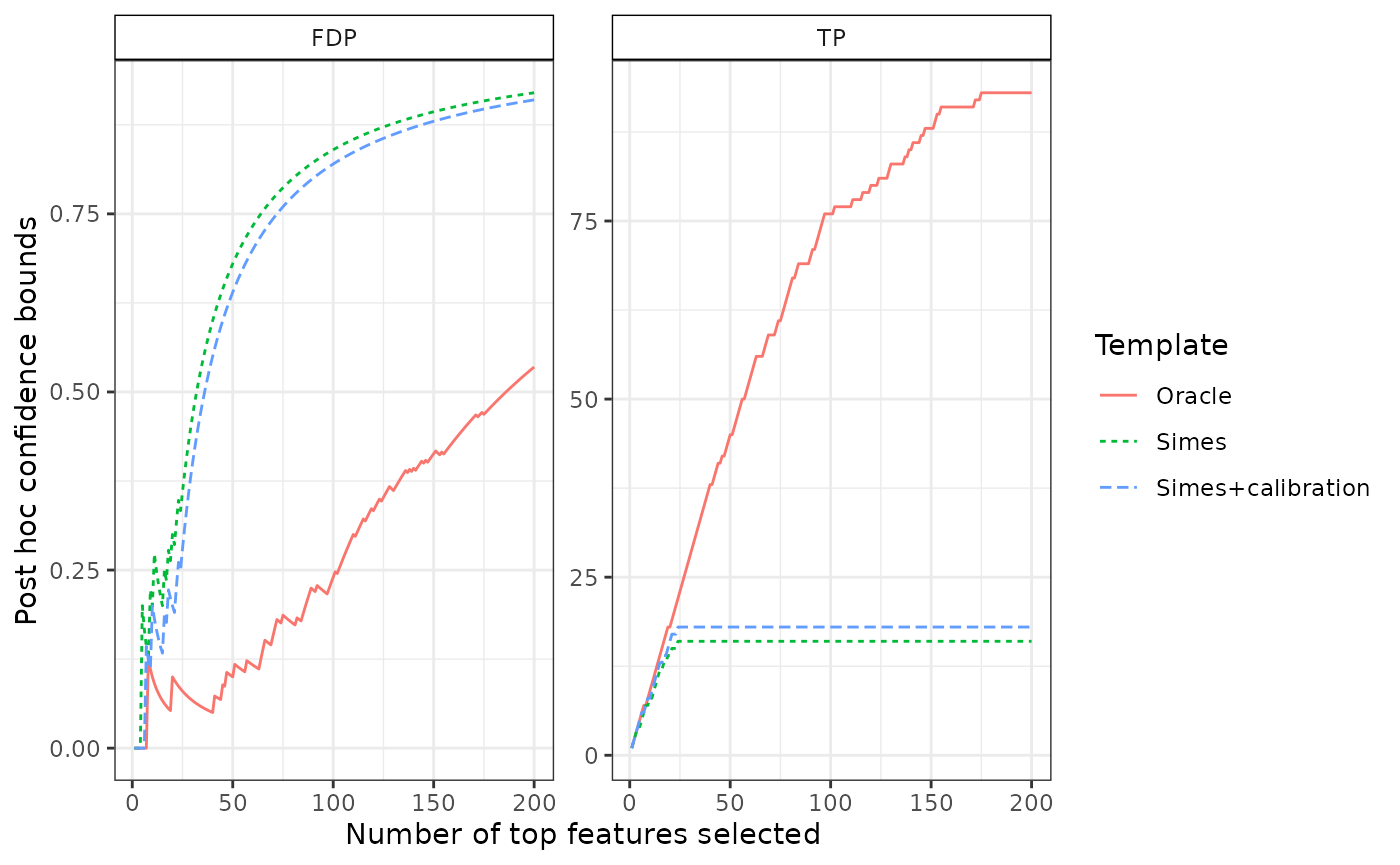 FDP
TP
Post hoc confidence bounds
0.75
0.50
0.25
0.00
75
50
25
0
0 50 100 150 200
0 50 100 150 200
Number of top features selected
Template
Oracle
Simes
Simes+calibration